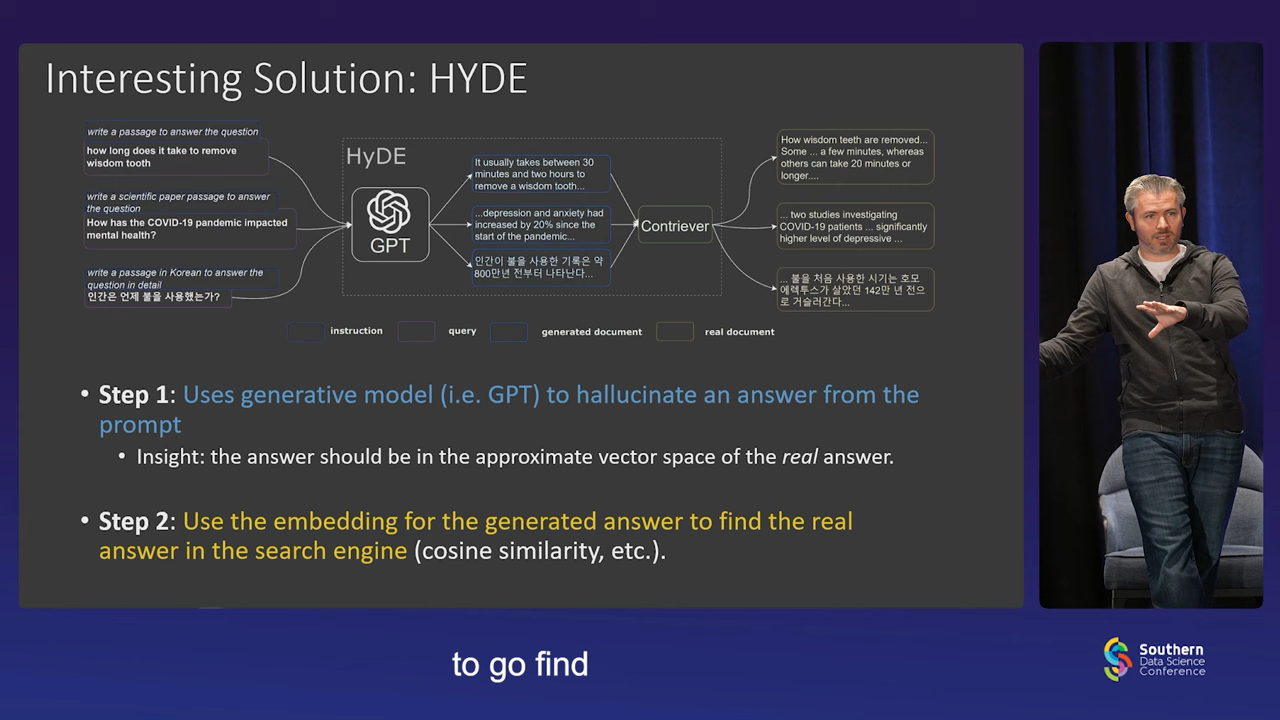 Interesting Solution: HYDE
write a passage to answer the question
how long does it take to remove
wisdom tooth
write a scientific paper passage to answer
the question
How has the COVID-19 pandemic impacted
mental health?
write a passage in Korean to answer the
question in detail
인간은 언제 불을 사용했는가?
HyDE
GPT
It usually takes between 30
minutes and two hours to
remove a wisdom tooth...
...depression and anxiety had
increased by 20% since the
start of the pandemic...
인간이 불을 사용한 기록은 약
800만년 전부터 나타난다...
Contriever
How wisdom teeth are removed...
Some ... a few minutes, whereas
others can take 20 minutes or
longer....
... two studies investigating
COVID-19 patients ... significantly
higher level of depressive ...
... 불을 처음 사용한 시기는 호모
에렉투스가 살았던 142만 년 전으
로 거슬러간다...
instruction
query
generated document
real document
• Step 1: Uses generative model (i.e. GPT) to hallucinate an answer from the
prompt
• Insight: the answer should be in the approximate vector space of the real answer.
• Step 2: Use the embedding for the generated answer to find the real
answer in the search engine (cosine similarity, etc.).
to go find
Southern
Data Science
Conference